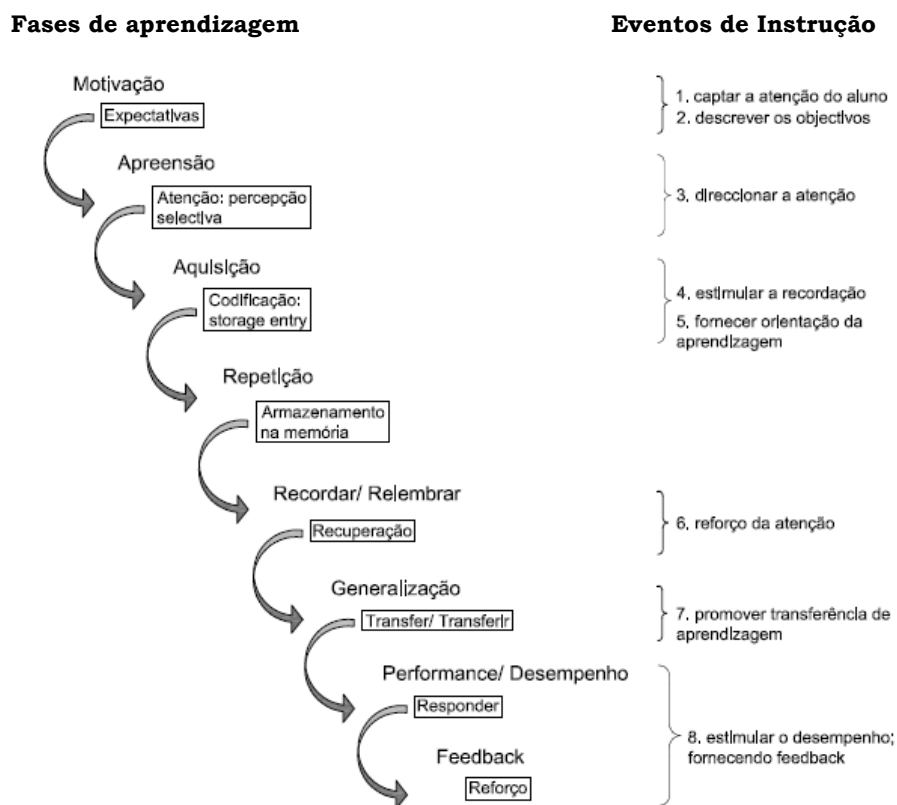 Fases de aprendizagem
Eventos de Instrução
Motivação
Expectativas
1. captar a atenção do aluno
2. descrever os objectivos
Apreensão
Atenção: percepção
selectiva
3. direccionar a atenção
Aquisição
Codificação:
storage entry
4. estimular a recordação
5. fornecer orientação da
aprendizagem
Repetição
Armazenamento
na memória
Recordar/ Relembrar
Recuperação
6. reforço da atenção
Generalização
Transfer/ Transferir
7. promover transferência de
aprendizagem
Performance/ Desempenho
Responder
8. estimular o desempenho;
fornecendo feedback
Feedback
Reforço